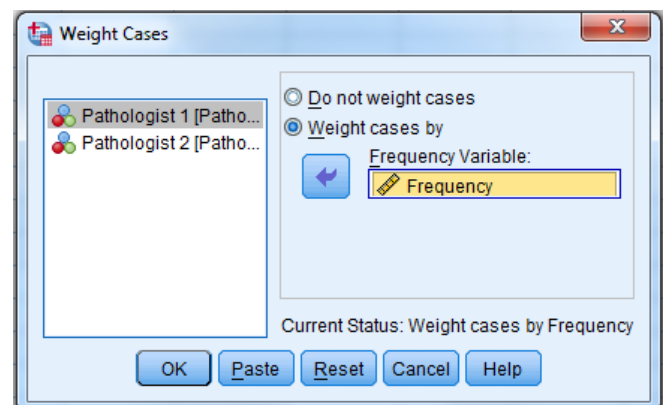 Weight Cases
Pathologist 1 [Patho...
Pathologist 2 [Patho...
Do not weight cases
Weight cases by
Frequency Variable:
Frequency
Current Status: Weight cases by Frequency
OK Paste Reset Cancel Help